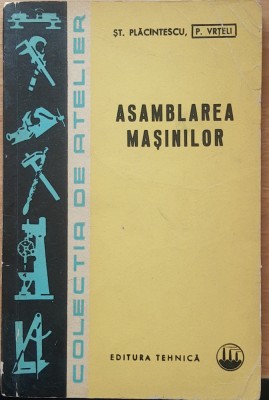 ȘT. PLĂCINTESCU, P. VRȚELI
ASAMBLAREA
MAȘINILOR
COLECȚIA DE ATELIER
EDITURA TEHNICĂ